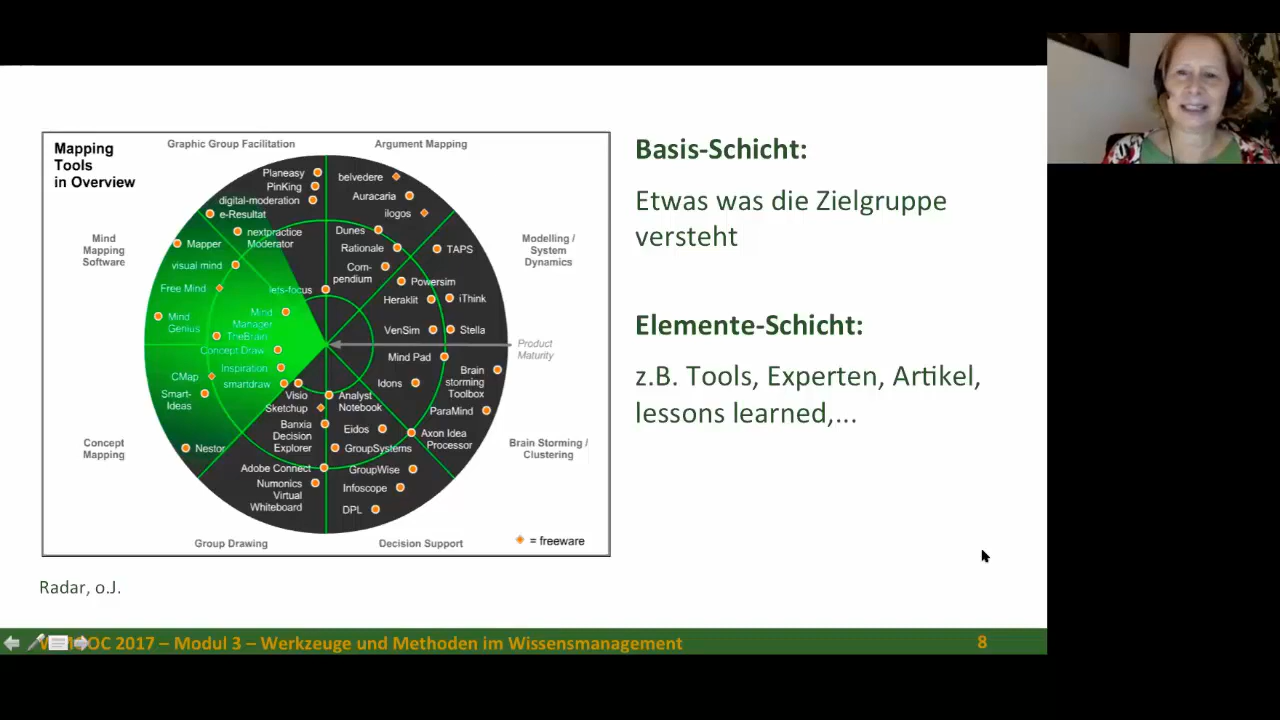 Mapping
Tools
in Overview
Graphic Group Facilitation
Argument Mapping
Planeasy
PinKing
digital-moderation
e-Resultat
nextpractice
Moderator
lets-focus
belvedere
Auracaria
ilogos
Dunes
Rationale
Com-
pendium
Mind
Mapping
Software
Mapper
visual mind
Free Mind
Mind
Genius
Mind
Manager
TheBrain
Modelling /
System
Dynamics
TAPS
Powersim
Heraklit
iThink
VenSim
Stella
Product
Maturity
Concept Draw
Inspiration
smartdraw
CMap
Smart-
Ideas
Nestor
Concept
Mapping
Mind Pad
Idons
Brain
storming
Toolbox
ParaMind
Axon Idea
Processor
Brain Storming /
Clustering
Visio
Sketchup
Banxia
Decision
Explorer
Adobe Connect
Numonics
Virtual
Whiteboard
Group Drawing
Analyst
Notebook
Eidos
GroupSystems
GroupWise
Infoscope
DPL
Decision Support
= freeware
Radar, o.J.
Basis-Schicht:
Etwas was die Zielgruppe
versteht
Elemente-Schicht:
z.B. Tools, Experten, Artikel,
lessons learned,...
2017 – Modul 3 – Werkzeuge und Methoden im Wissensmanagement
8